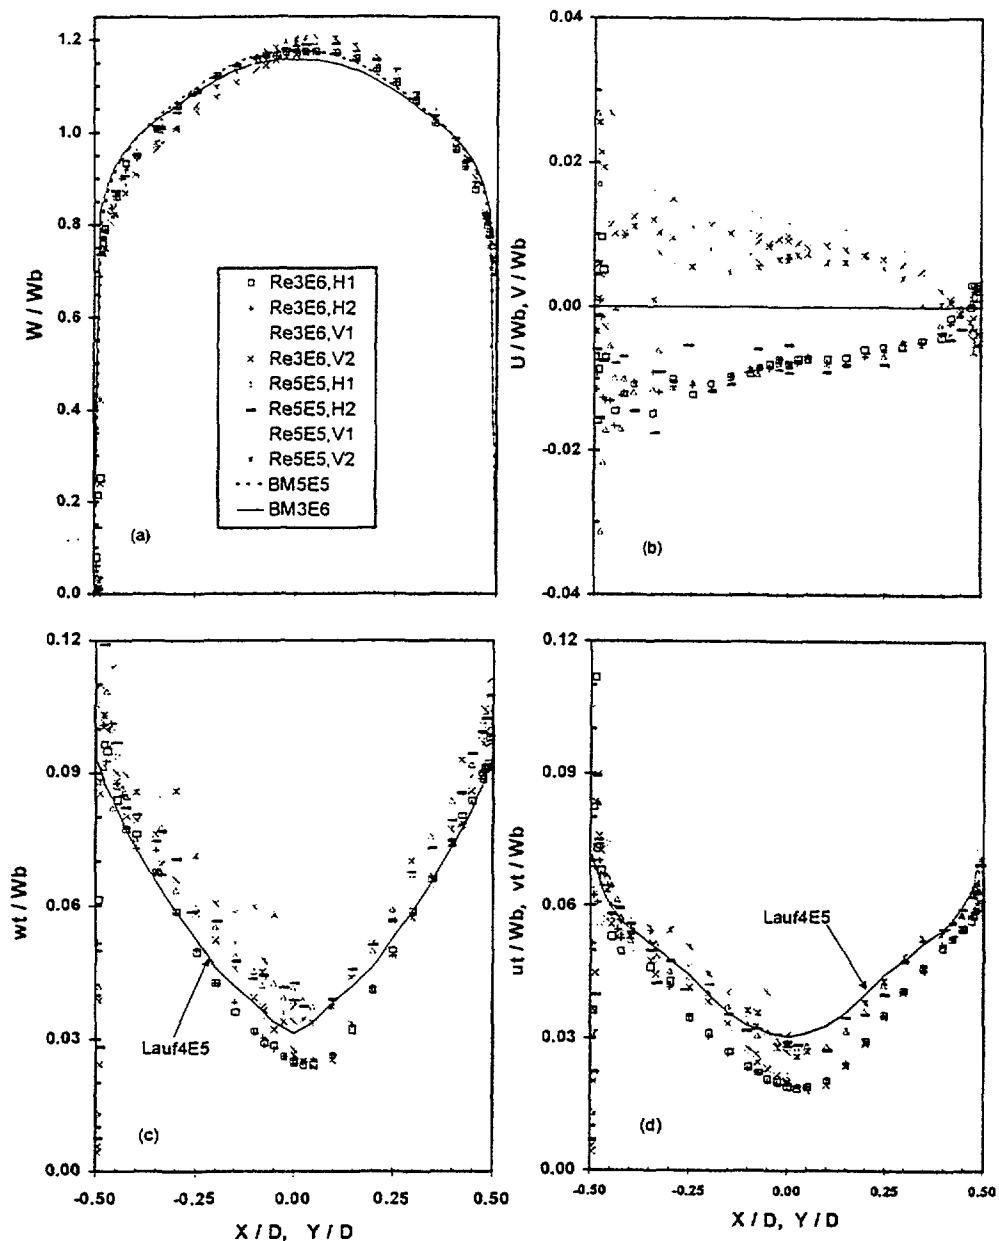 1.2
1.0
0.8
0.6
0.4
0.2
0.0
W / Wb
Re3E6,H1
Re3E6,H2
Re3E6,V1
Re3E6,V2
Re5E5,H1
Re5E5,H2
Re5E5,V1
Re5E5,V2
BM5E5
BM3E6
(a)
0.04
0.02
0.00
-0.02
-0.04
U / Wb, V / Wb
(b)
0.12
0.09
0.06
0.03
0.00
wt / Wb
Lauf4E5
(c)
-0.50
-0.25
0.00
0.25
0.50
X / D, Y / D
0.12
0.09
0.06
0.03
0.00
ut / Wb, vt / Wb
Lauf4E5
(d)
-0.50
-0.25
0.00
0.25
0.50
X / D, Y / D